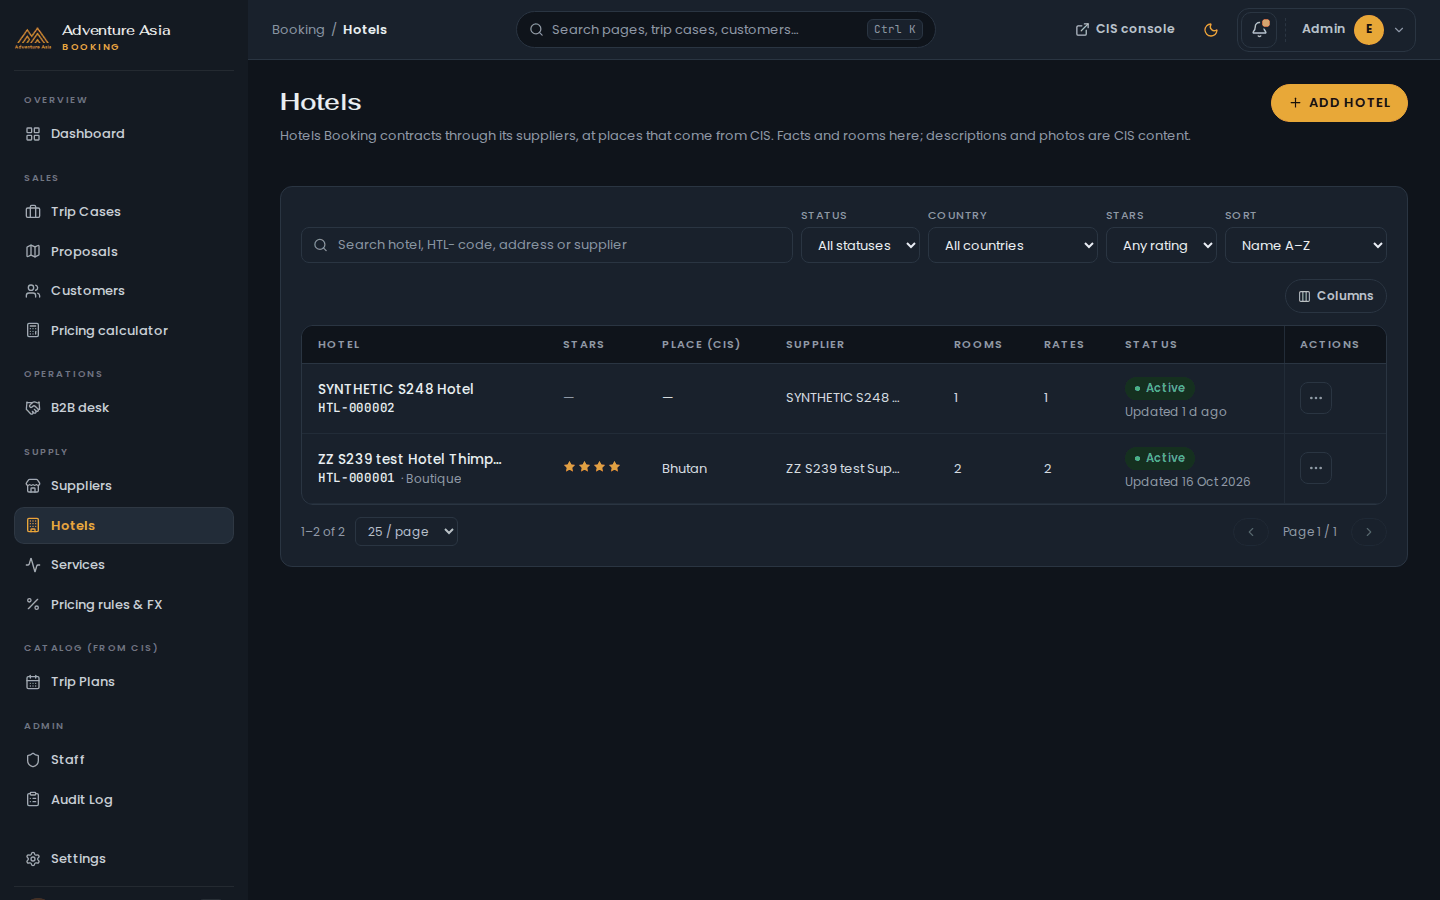 Adventure Asia
BOOKING
OVERVIEW
Dashboard
SALES
Trip Cases
Proposals
Customers
Pricing calculator
OPERATIONS
B2B desk
SUPPLY
Suppliers
Hotels
Services
Pricing rules & FX
CATALOG (FROM CIS)
Trip Plans
ADMIN
Staff
Audit Log
Settings
Booking / Hotels
Search pages, trip cases, customers... Ctrl K
CIS console
Admin E
Hotels
ADD HOTEL
Hotels Booking contracts through its suppliers, at places that come from CIS. Facts and rooms here; descriptions and photos are CIS content.
STATUS COUNTRY STARS SORT
Search hotel, HTL- code, address or supplier All statuses All countries Any rating Name A–Z
Columns
HOTEL STARS PLACE (CIS) SUPPLIER ROOMS RATES STATUS ACTIONS
SYNTHETIC S248 Hotel — — SYNTHETIC S248 ... 1 1 Active
HTL-000002 Updated 1 d ago
ZZ S239 test Hotel Thimp... Bhutan ZZ S239 test Sup... 2 2 Active
HTL-000001 · Boutique Updated 16 Oct 2026
1–2 of 2 25 / page Page 1 / 1